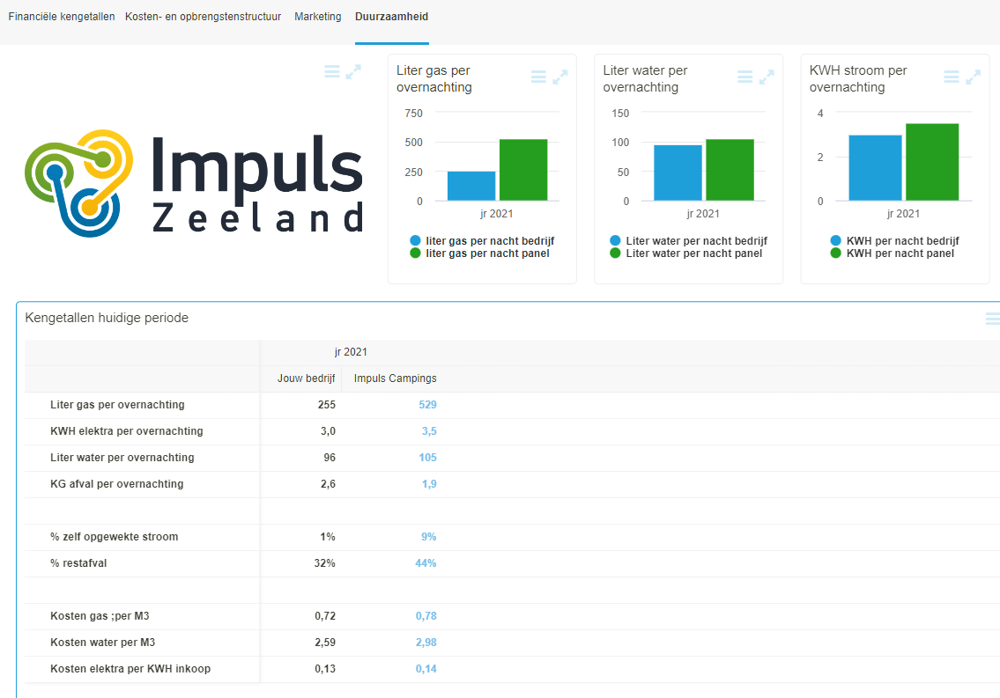 Financiële kengetallen Kosten- en opbrengstenstructuur Marketing Duurzaamheid
Impuls
Zeeland
Liter gas per
overnachting
750
500
250
0
jr 2021
liter gas per nacht bedrijf
liter gas per nacht panel
Liter water per
overnachting
150
100
50
0
jr 2021
Liter water per nacht bedrijf
Liter water per nacht panel
KWH stroom per
overnachting
4
2
0
jr 2021
KWH per nacht bedrijf
KWH per nacht panel
Kengetallen huidige periode
jr 2021
Jouw bedrijf Impuls Campings
Liter gas per overnachting 255 529
KWH elektra per overnachting 3,0 3,5
Liter water per overnachting 96 105
KG afval per overnachting 2,6 1,9
% zelf opgewekte stroom 1% 9%
% restafval 32% 44%
Kosten gas ;per M3 0,72 0,78
Kosten water per M3 2,59 2,98
Kosten elektra per KWH inkoop 0,13 0,14